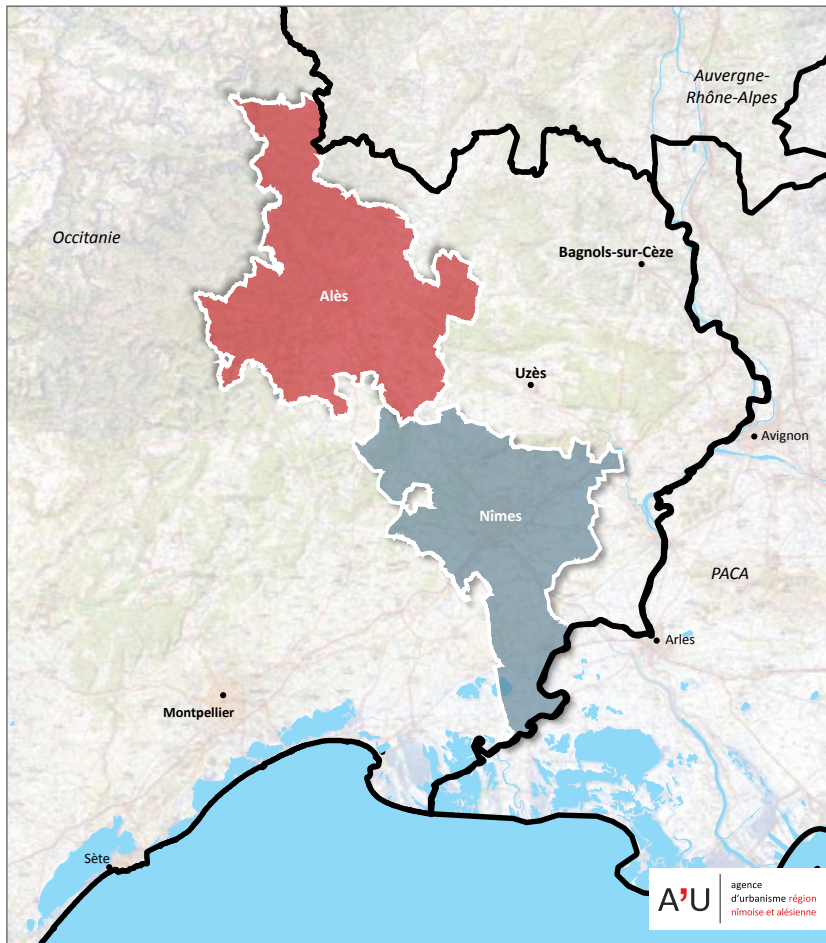 Auvergne-
Rhône-Alpes
Occitanie
Bagnols-sur-Cèze
Alès
Uzès
Avignon
Nîmes
PACA
Arles
Montpellier
Sète
A'U
agence
d'urbanisme région
nîmoise et alésienne